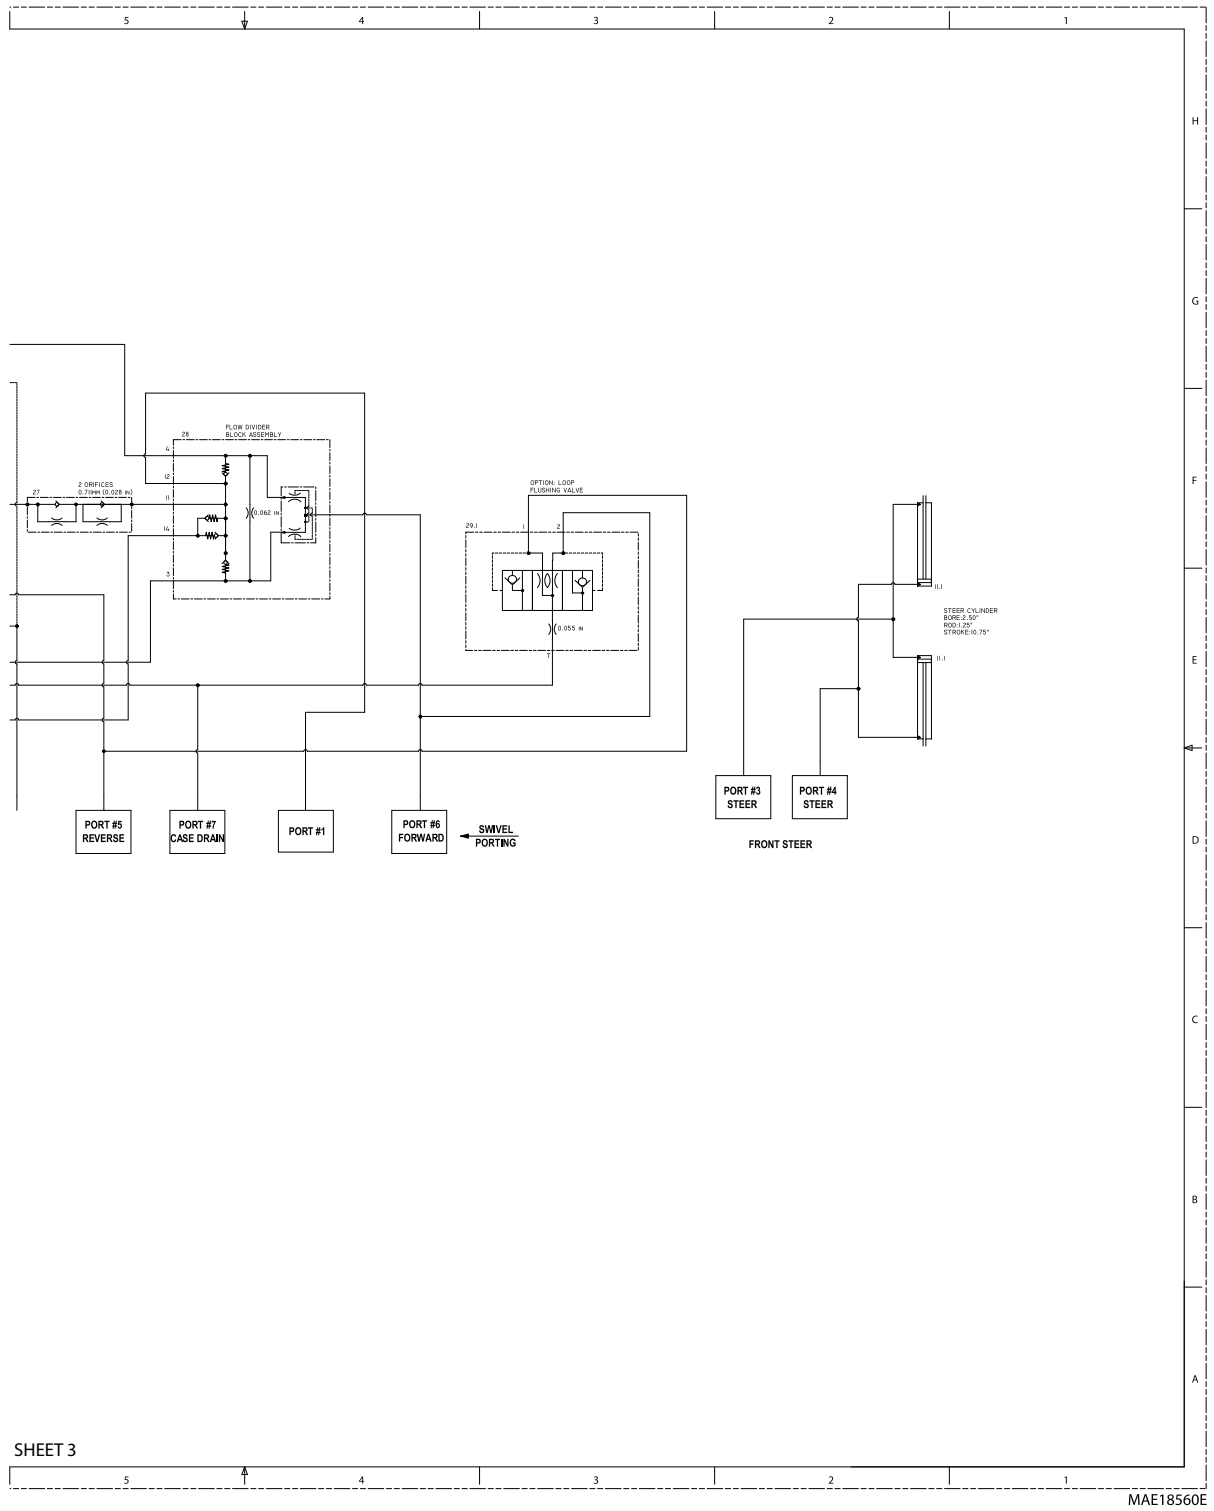 5 4 3 2 1
H
G
F
E
D
C
B
A
FLOW DIVIDER
BLOCK ASSEMBLY
28
4
12
11
14
3
0.062 IN
27
2 ORIFICES
0.711MM (0.028 IN)
OPTION: LOOP
FLUSHING VALVE
29.1
1
2
0.055 IN
T
11.1
STEER CYLINDER
BORE:2.50"
ROD:1.25"
STROKE:10.75"
11.1
PORT #5
REVERSE
PORT #7
CASE DRAIN
PORT #1
PORT #6
FORWARD
SWIVEL
PORTING
PORT #3
STEER
PORT #4
STEER
FRONT STEER
SHEET 3
5 4 3 2 1
MAE18560E